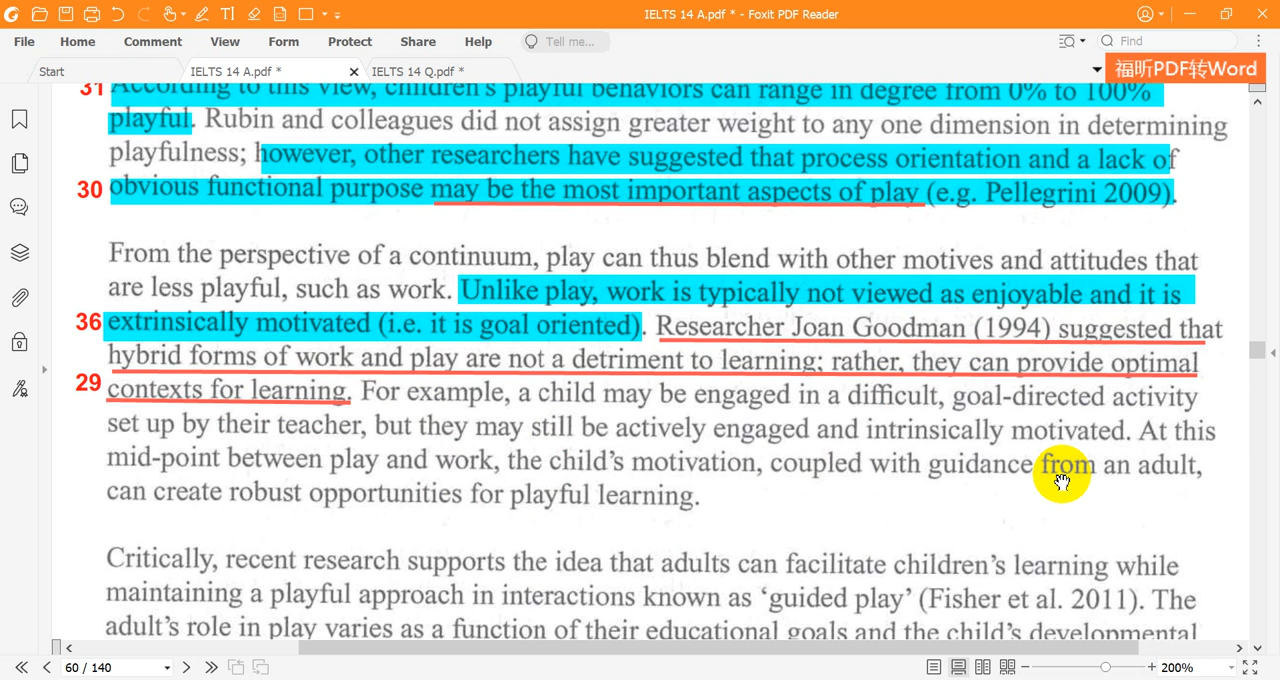 IELTS 14 A.pdf * - Foxit PDF Reader
File Home Comment View Form Protect Share Help Tell me... Find
Start IELTS 14 A.pdf * IELTS 14 Q.pdf * 福昕PDF转Word
31 According to this view, children's playful behaviors can range in degree from 0% to 100%
playful. Rubin and colleagues did not assign greater weight to any one dimension in determining
playfulness; however, other researchers have suggested that process orientation and a lack of
30 obvious functional purpose may be the most important aspects of play (e.g. Pellegrini 2009).
From the perspective of a continuum, play can thus blend with other motives and attitudes that
are less playful, such as work. Unlike play, work is typically not viewed as enjoyable and it is
36 extrinsically motivated (i.e. it is goal oriented). Researcher Joan Goodman (1994) suggested that
hybrid forms of work and play are not a detriment to learning; rather, they can provide optimal
29 contexts for learning. For example, a child may be engaged in a difficult, goal-directed activity
set up by their teacher, but they may still be actively engaged and intrinsically motivated. At this
mid-point between play and work, the child's motivation, coupled with guidance from an adult,
can create robust opportunities for playful learning.
Critically, recent research supports the idea that adults can facilitate children's learning while
maintaining a playful approach in interactions known as 'guided play' (Fisher et al. 2011). The
adult's role in play varies as a function of their educational goals and the child's developmental
60 / 140 200%